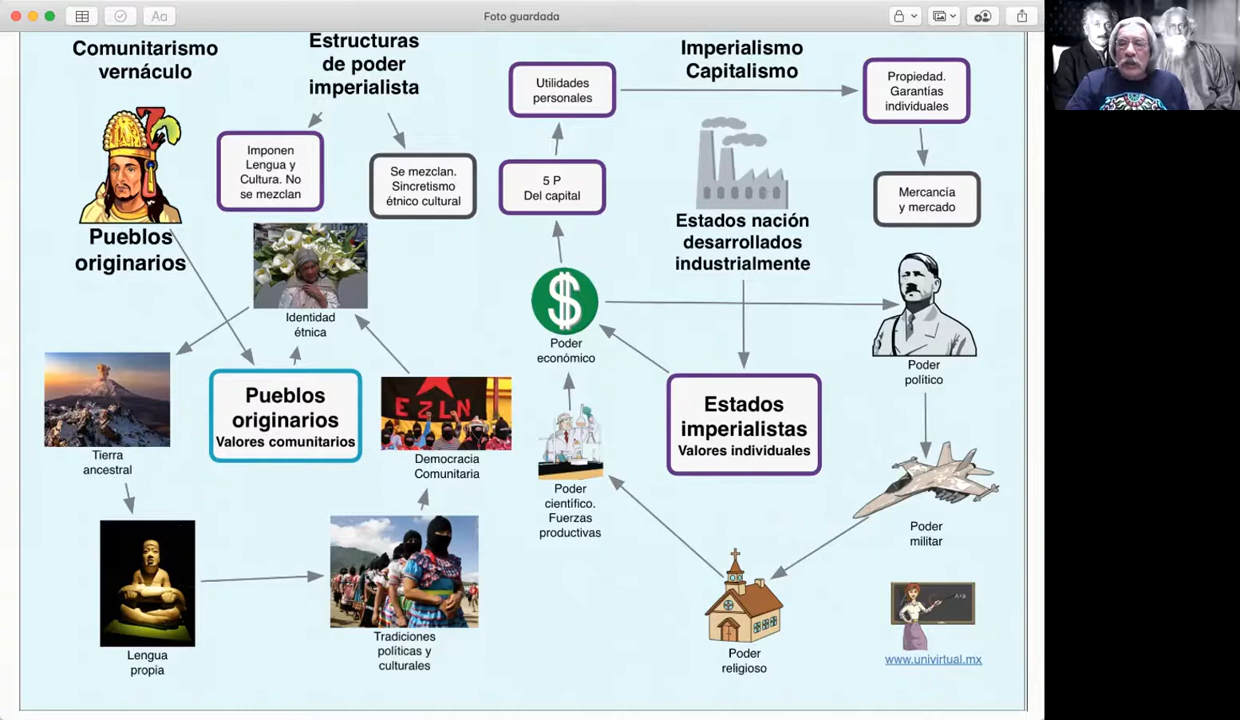 Foto guardada
Aa
Comunitarismo
vernáculo
Estructuras
de poder
imperialista
Imperialismo
Capitalismo
Utilidades
personales
Propiedad.
Garantías
individuales
Imponen
Lengua y
Cultura. No
se mezclan
Se mezclan.
Sincretismo
étnico cultural
5 P
Del capital
Mercancía
y mercado
Pueblos
originarios
Estados nación
desarrollados
industrialmente
Identidad
étnica
Poder
económico
Poder
político
Pueblos
originarios
Valores comunitarios
EZLN
Estados
imperialistas
Valores individuales
Tierra
ancestral
Democracia
Comunitaria
Poder
científico.
Fuerzas
productivas
Poder
militar
Lengua
propia
Tradiciones
políticas y
culturales
Poder
religioso
A+B
www.univirtual.mx